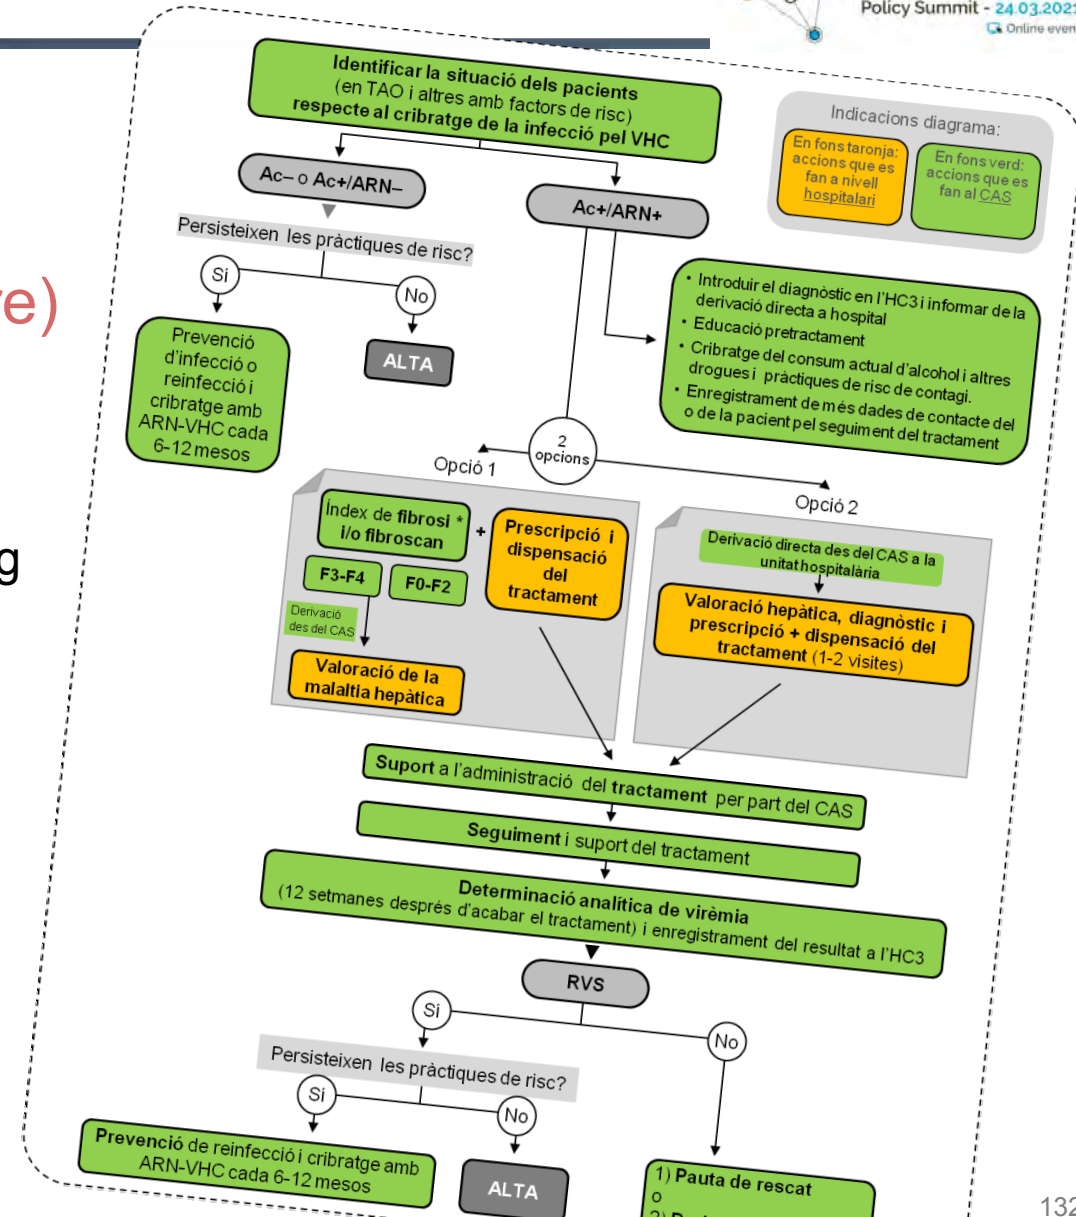 Policy Summit - 24.03.2021
Online even
Identificar la situació dels pacients
(en TAO i altres amb factors de risc)
respecte al cribratge de la infecció pel VHC
Indicacions diagrama:
En fons taronja:
accions que es
fan a nivell
hospitalari
En fons verd:
accions que es
fan al CAS
Ac– o Ac+/ARN–
Ac+/ARN+
Persisteixen les pràctiques de risc?
Sí
No
Prevenció
d'infecció o
reinfecció i
cribratge amb
ARN-VHC cada
6-12 mesos
ALTA
• Introduir el diagnòstic en l'HC3 i informar de la
derivació directa a hospital
• Educació pretractament
• Cribratge del consum actual d'alcohol i altres
drogues i pràctiques de risc de contagi.
• Enregistrament de més dades de contacte del
o de la pacient pel seguiment del tractament
re)
g
2
opcions
Opció 1
Opció 2
Índex de fibrosi *
i/o fibroscan
+
Prescripció i
dispensació
del
tractament
F3-F4
F0-F2
Derivació
des del CAS
Valoració de la
malaltia hepàtica
Derivació directa des del CAS a la
unitat hospitalària
Valoració hepàtica, diagnòstic i
prescripció + dispensació del
tractament (1-2 visites)
Suport a l'administració del tractament per part del CAS
Seguiment i suport del tractament
Determinació analítica de virèmia
(12 setmanes després d'acabar el tractament) i enregistrament del resultat a l'HC3
RVS
Sí
No
Persisteixen les pràctiques de risc?
Sí
No
Prevenció de reinfecció i cribratge amb
ARN-VHC cada 6-12 mesos
ALTA
1) Pauta de rescat
o
2)
132